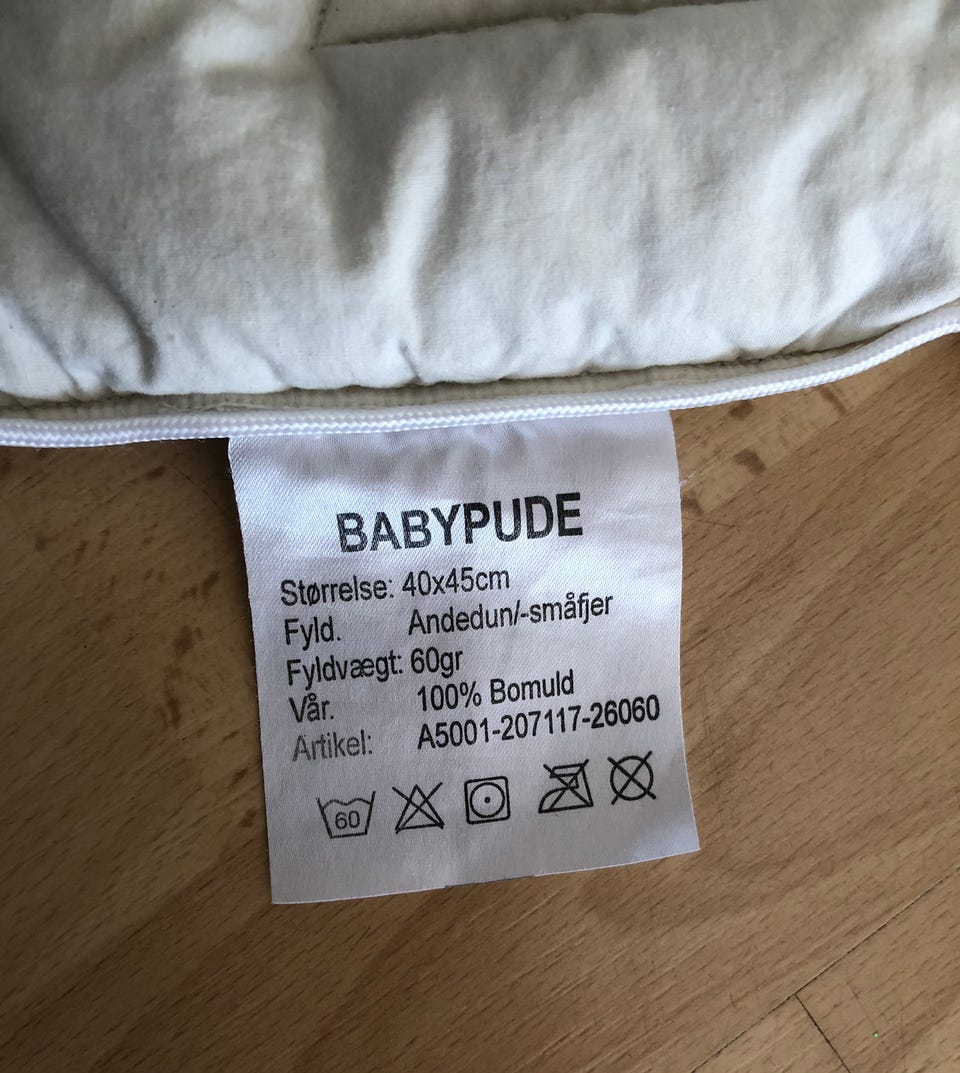 BABYPUDE
Størrelse: 40x45cm
Fyld. Andedun/-småfjer
Fyldvægt: 60gr
Vår. 100% Bomuld
Artikel: A5001-207117-26060
60